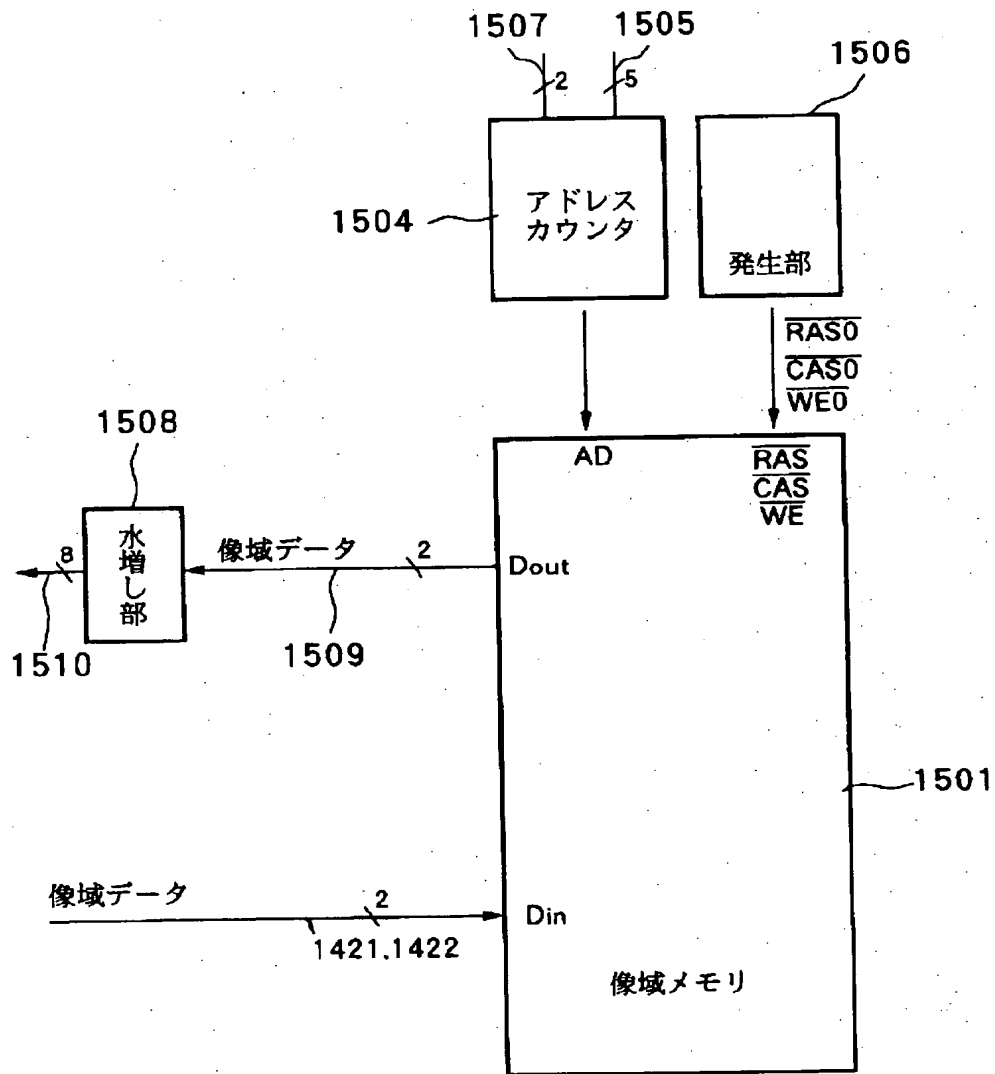 1507
1505
1506
2
5
アドレス
カウンタ
1504
発生部
RAS0
CAS0
WE0
1508
AD
RAS
CAS
WE
水増し部
8
像域データ
2
Dout
1510
1509
1501
像域データ
2
Din
1421,1422
像域メモリ